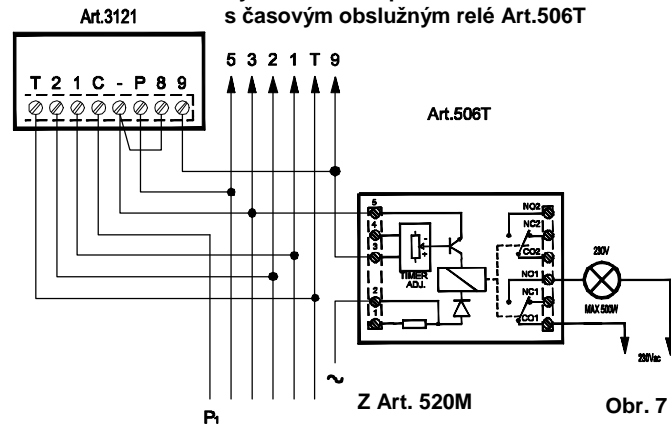 Art.3121
s časovým obslužným relé Art.506T
5 3 2 1 T 9
T 2 1 C - P 8 9
Art.506T
5
4
3
2
1
TIMER
ADJ.
-
+
NO2
NC2
CO2
NO1
NC1
CO1
230V
MAX 500W
230Vac
~
P1
Z Art. 520M
Obr. 7